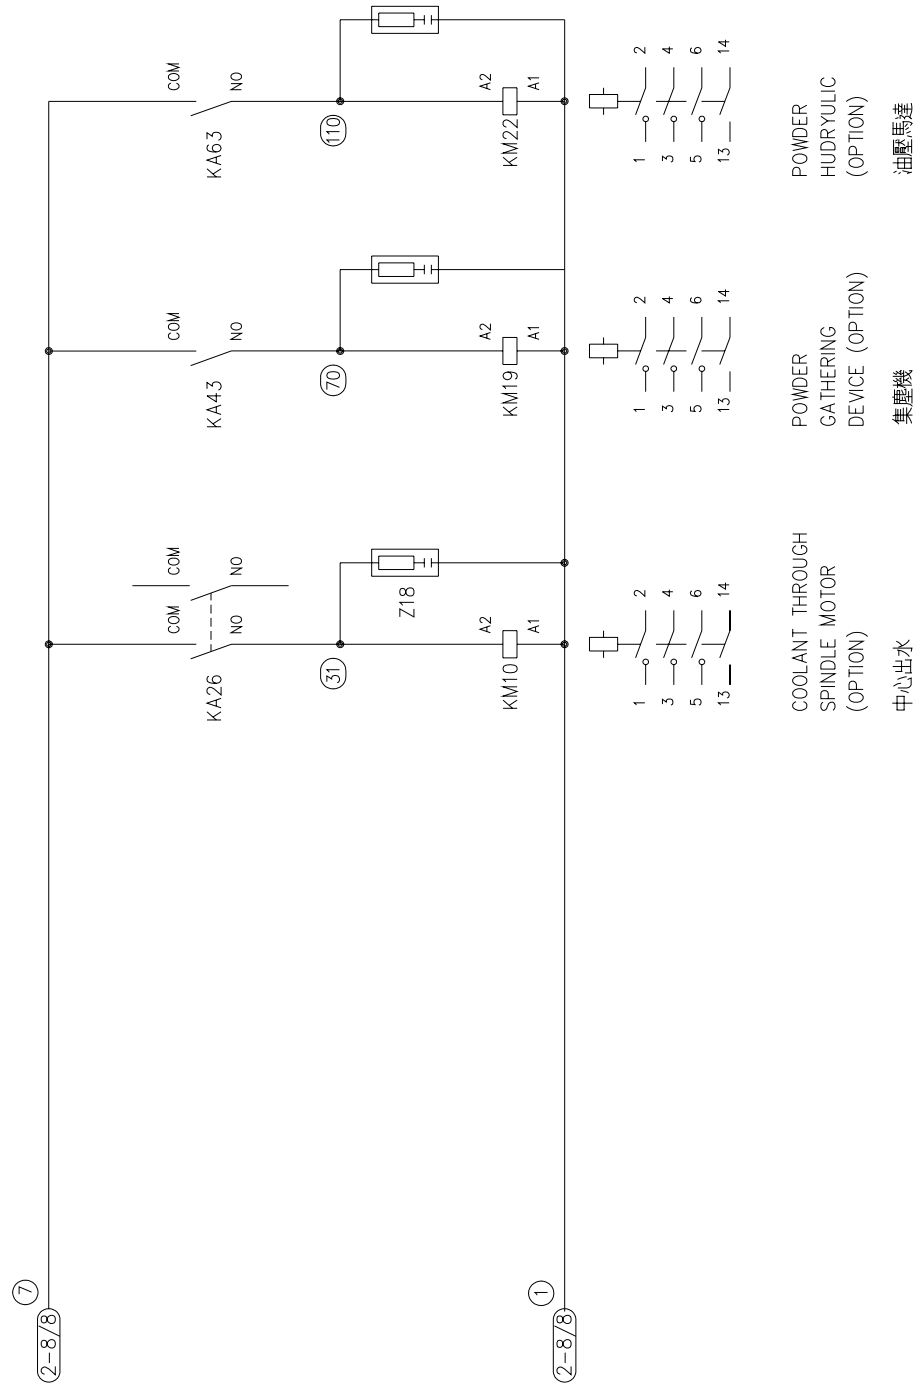 7
2-8/8
1
2-8/8
COM
NO
KA26
COM
NO
31
Z18
A2
A1
KM10
1 2
3 4
5 6
13 14
COOLANT THROUGH
SPINDLE MOTOR
(OPTION)
中心出水
COM
NO
KA43
70
A2
A1
KM19
1 2
3 4
5 6
13 14
POWDER
GATHERING
DEVICE (OPTION)
集塵機
COM
NO
KA63
110
A2
A1
KM22
1 2
3 4
5 6
13 14
POWDER
HUDRYULIC
(OPTION)
油壓馬達